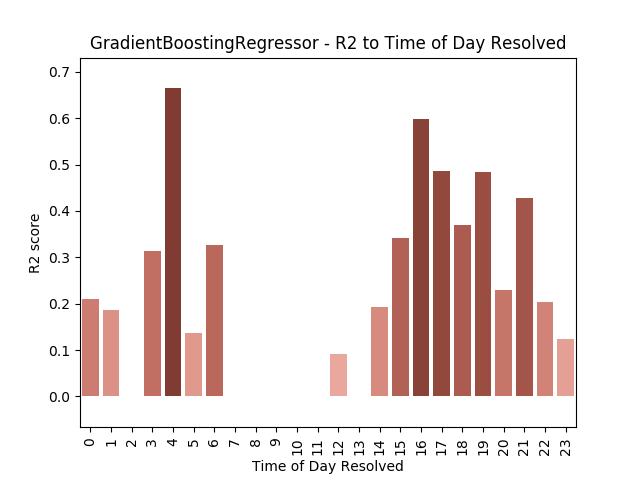 GradientBoostingRegressor - R2 to Time of Day Resolved
0.7
0.6
0.5
0.4
0.3
0.2
0.1
0.0
R2 score
0 1 2 3 4 5 6 7 8 9 10 11 12 13 14 15 16 17 18 19 20 21 22 23
Time of Day Resolved